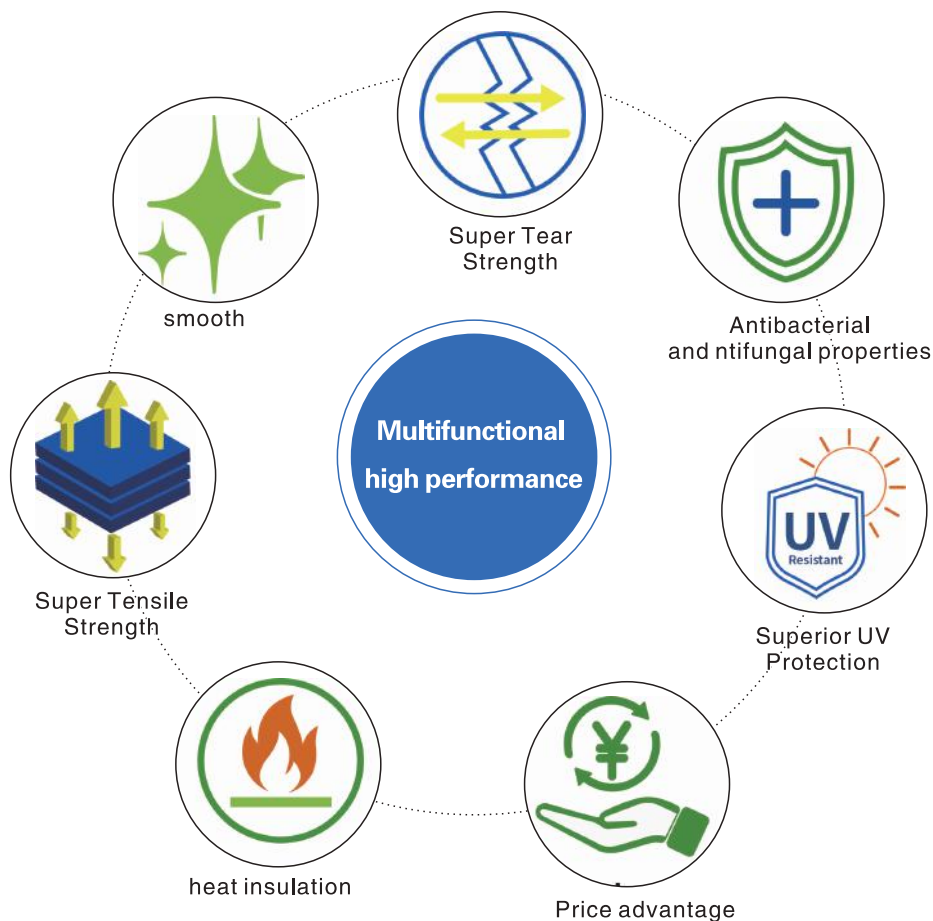 Super Tear
Strength
Antibacterial
and ntifungal properties
UV
Resistant
Superior UV
Protection
¥
Price advantage
heat insulation
Super Tensile
Strength
smooth
Multifunctional
high performance